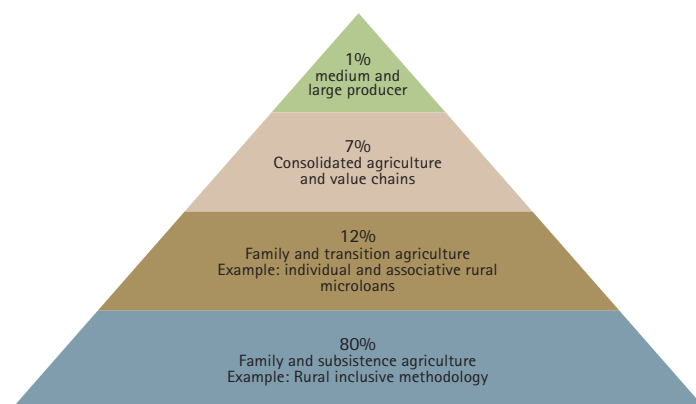 1%
medium and
large producer
7%
Consolidated agriculture
and value chains
12%
Family and transition agriculture
Example: individual and associative rural
microloans
80%
Family and subsistence agriculture
Example: Rural inclusive methodology